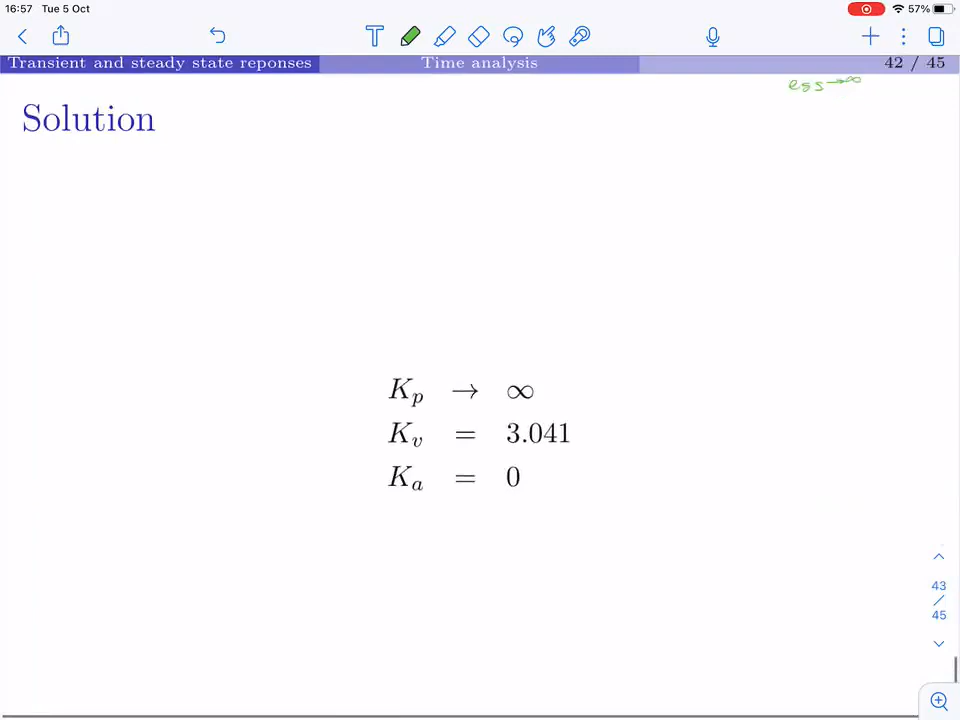 16:57 Tue 5 Oct 57%
Transient and steady state reponses Time analysis 42 / 45
ess→∞
Solution
Kp → ∞
Kv = 3.041
Ka = 0
43
/
45